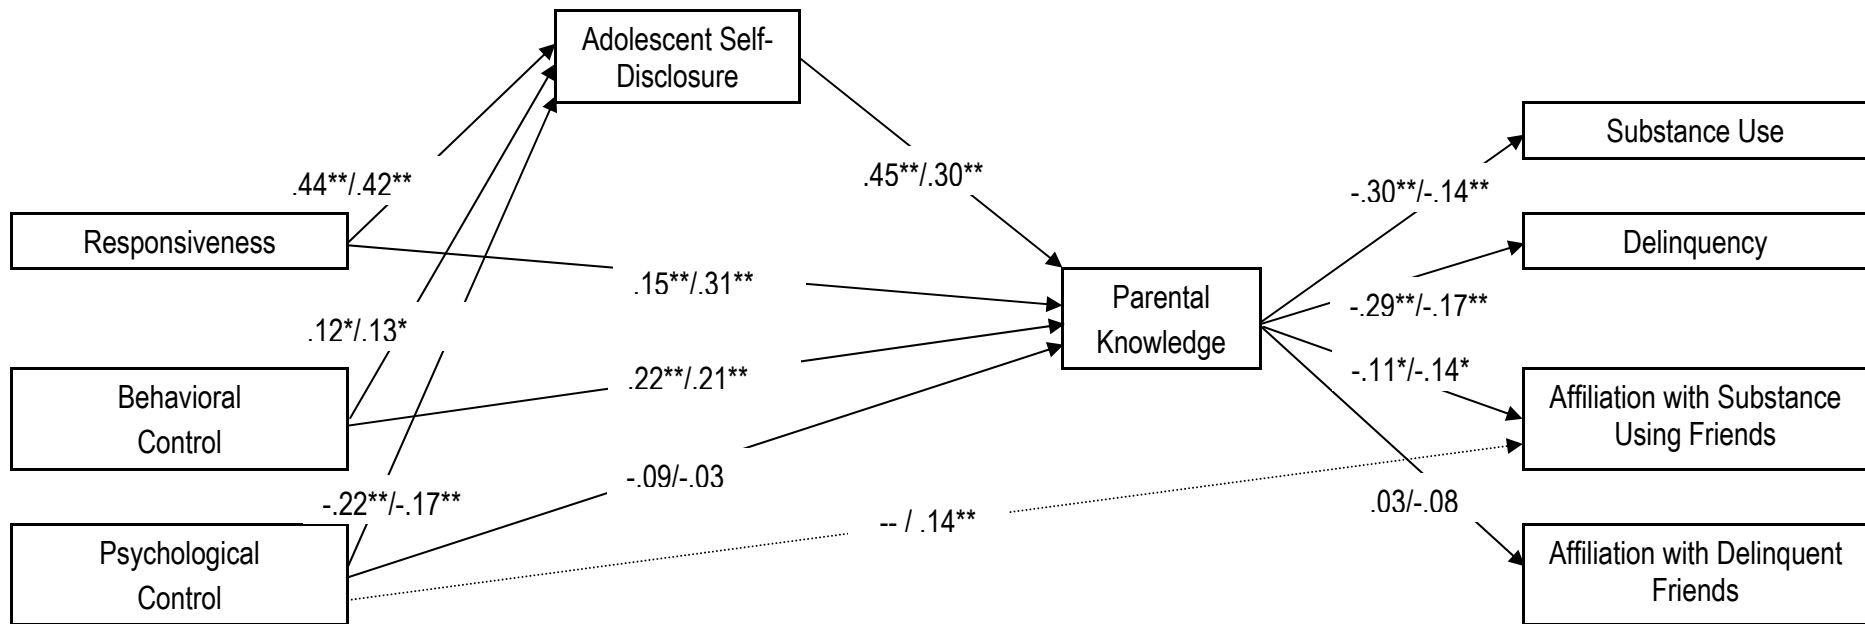 Adolescent Self-
Disclosure
Substance Use
.44**/.42**
.45**/.30**
-.30**/-.14**
Responsiveness
Delinquency
.15**/.31**
Parental
Knowledge
-.29**/-.17**
.12*/.13*
.22**/.21**
-.11*/-.14*
Behavioral
Control
Affiliation with Substance
Using Friends
-.09/-.03
-.22**/-.17**
.03/-.08
-- / .14**
Psychological
Control
Affiliation with Delinquent
Friends